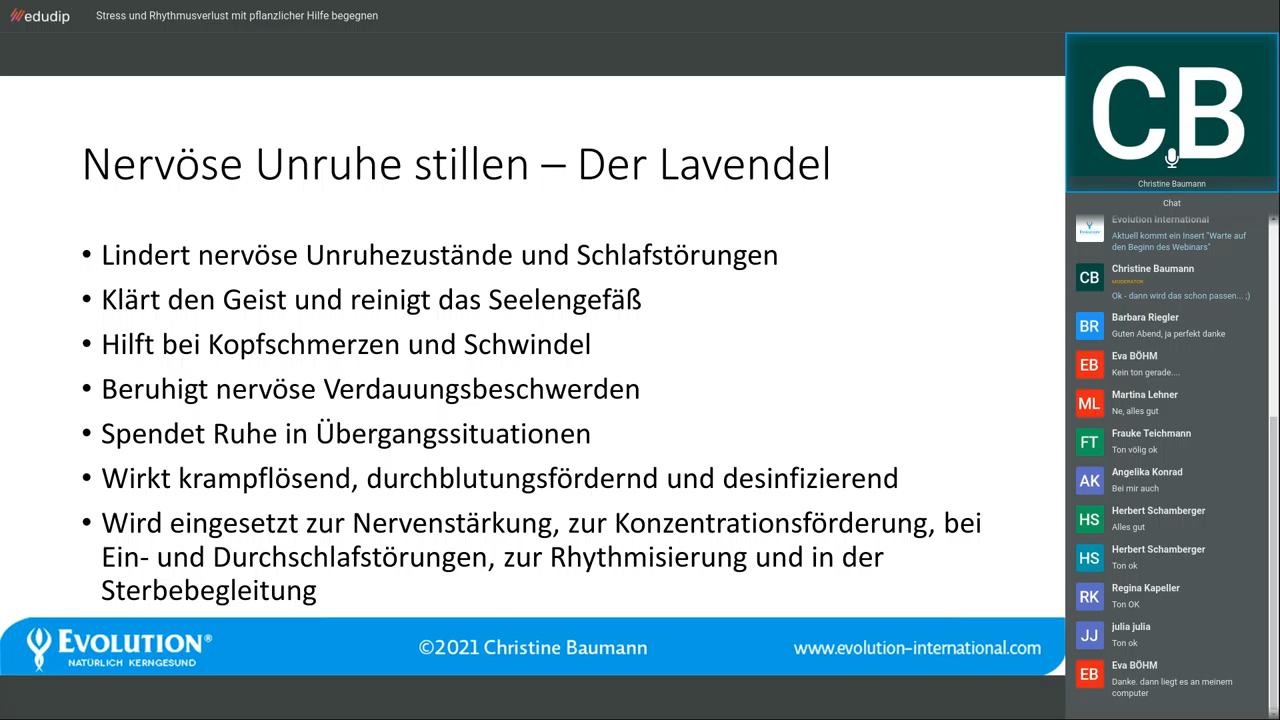 edudip
Stress und Rhythmusverlust mit pflanzlicher Hilfe begegnen
Nervöse Unruhe stillen – Der Lavendel
• Lindert nervöse Unruhezustände und Schlafstörungen
• Klärt den Geist und reinigt das Seelengefäß
• Hilft bei Kopfschmerzen und Schwindel
• Beruhigt nervöse Verdauungsbeschwerden
• Spendet Ruhe in Übergangssituationen
• Wirkt krampflösend, durchblutungsfördernd und desinfizierend
• Wird eingesetzt zur Nervenstärkung, zur Konzentrationsförderung, bei
Ein- und Durchschlafstörungen, zur Rhythmisierung und in der
Sterbebegleitung
EVOLUTION®
NATÜRLICH KERNGESUND
©2021 Christine Baumann
www.evolution-international.com
CB
Christine Baumann
Chat
Evolution International
Aktuell kommt ein Insert "Warte auf
den Beginn des Webinars"
CB
Christine Baumann
MODERATOR
Ok - dann wird das schon passen... ;)
BR
Barbara Riegler
Guten Abend, ja perfekt danke
EB
Eva BÖHM
Kein ton gerade....
ML
Martina Lehner
Ne, alles gut
FT
Frauke Teichmann
Ton völig ok
AK
Angelika Konrad
Bei mir auch
HS
Herbert Schamberger
Alles gut
HS
Herbert Schamberger
Ton ok
RK
Regina Kapeller
Ton OK
JJ
julia julia
Ton ok
EB
Eva BÖHM
Danke. dann liegt es an meinem
computer